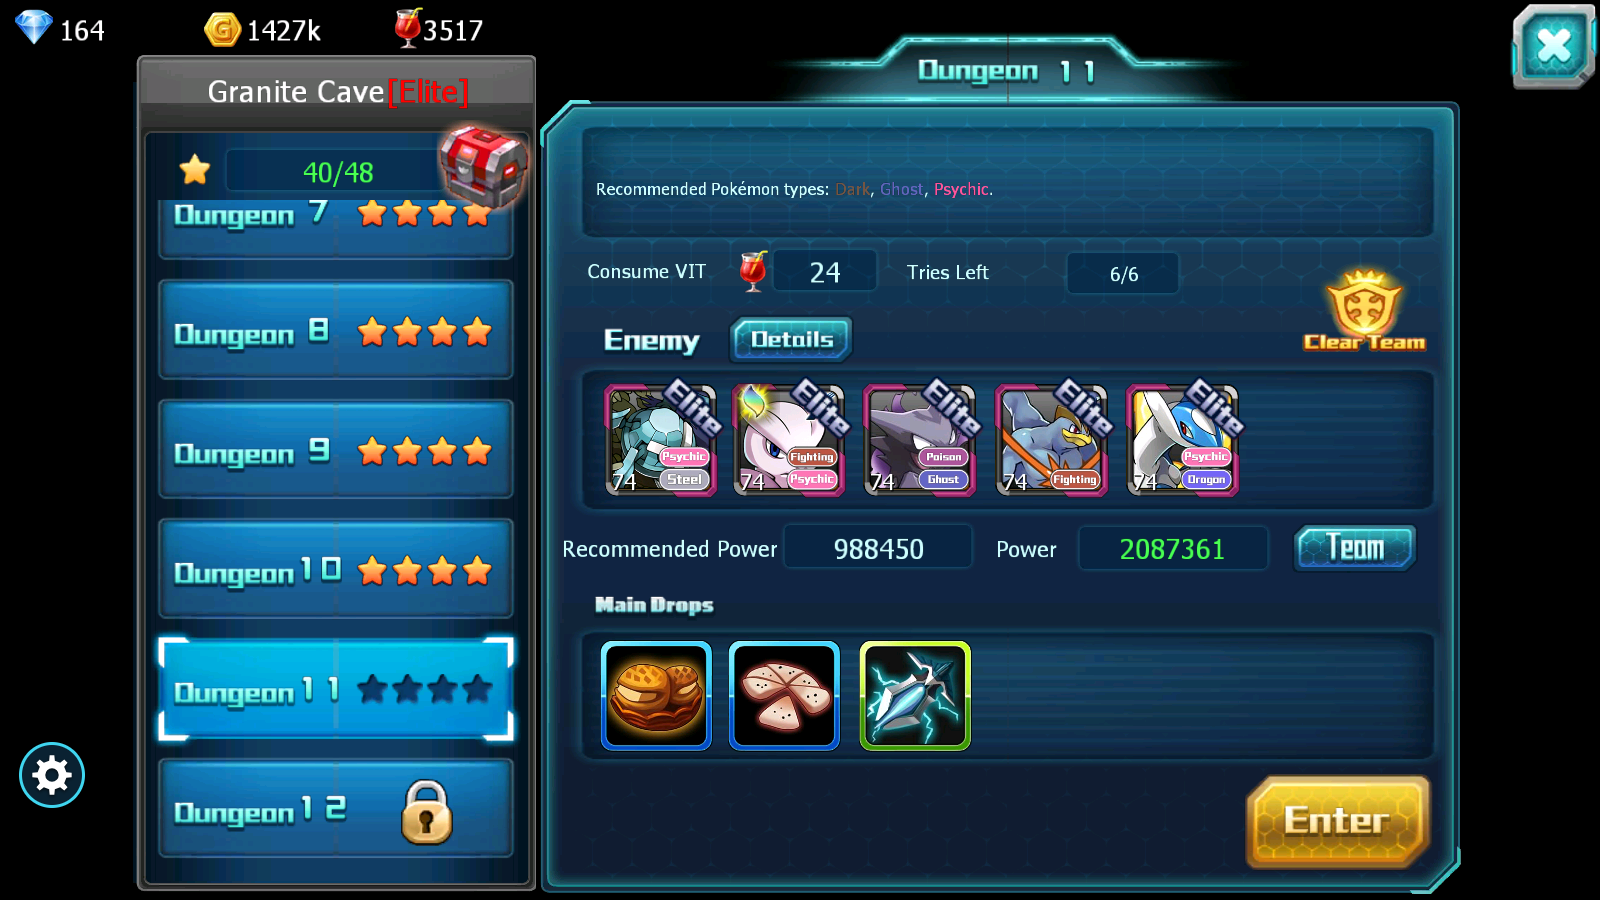 164
1427k
3517
Granite Cave[Elite]
40/48
Dungeon 7
Dungeon 8
Dungeon 9
Dungeon 10
Dungeon 11
Dungeon 12
Dungeon 11
Recommended Pokémon types: Dark, Ghost, Psychic.
Consume VIT 24 Tries Left 6/6
Clear Team
Enemy Details
Elite Elite Elite Elite Elite
Psychic Fighting Poison Psychic
74 Steel 74 Psychic 74 Ghost 74 Fighting 74 Dragon
Recommended Power 988450 Power 2087361 Team
Main Drops
Enter